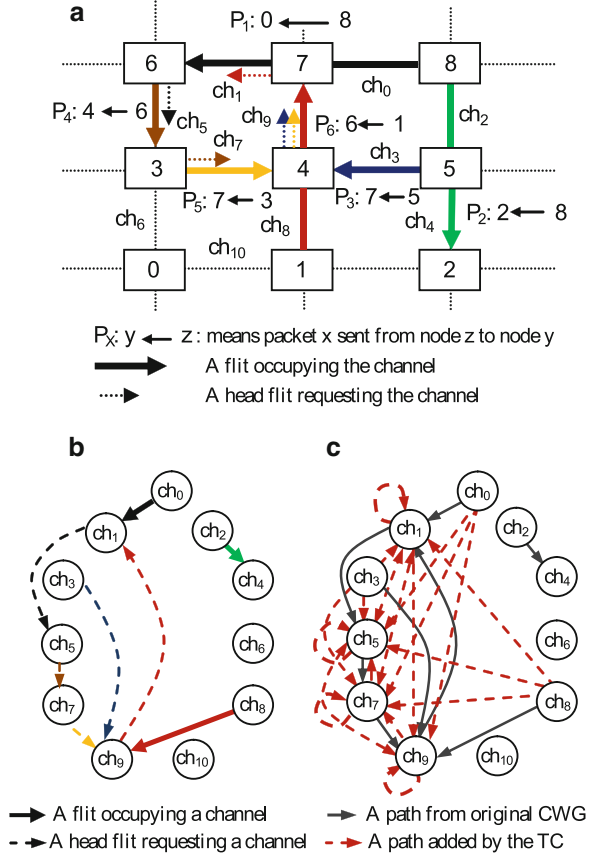 a
P1: 0 ← 8
6
7
8
ch1
ch0
P4: 4 ← 6
ch5
ch9
P6: 6 ← 1
ch2
ch7
ch3
3
4
5
P5: 7 ← 3
P3: 7 ← 5
ch4
P2: 2 ← 8
ch6
ch8
ch10
0
1
2
PX: y ← z : means packet x sent from node z to node y
A flit occupying the channel
A head flit requesting the channel
b
ch0
ch1
ch2
ch3
ch4
ch5
ch6
ch7
ch8
ch9
ch10
A flit occupying a channel
A head flit requesting a channel
c
ch0
ch1
ch2
ch3
ch4
ch5
ch6
ch7
ch8
ch9
ch10
A path from original CWG
A path added by the TC